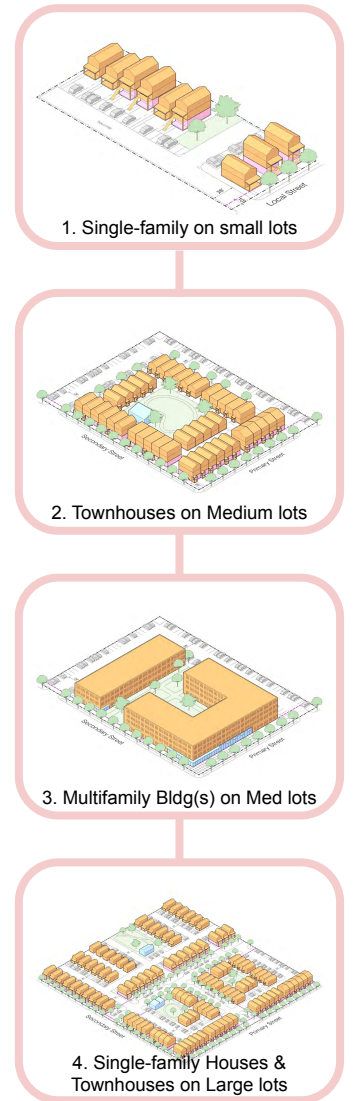 Local Street
1. Single-family on small lots
Secondary Street
Primary Street
2. Townhouses on Medium lots
Secondary Street
Primary Street
3. Multifamily Bldg(s) on Med lots
Secondary Street
Primary Street
4. Single-family Houses &
Townhouses on Large lots